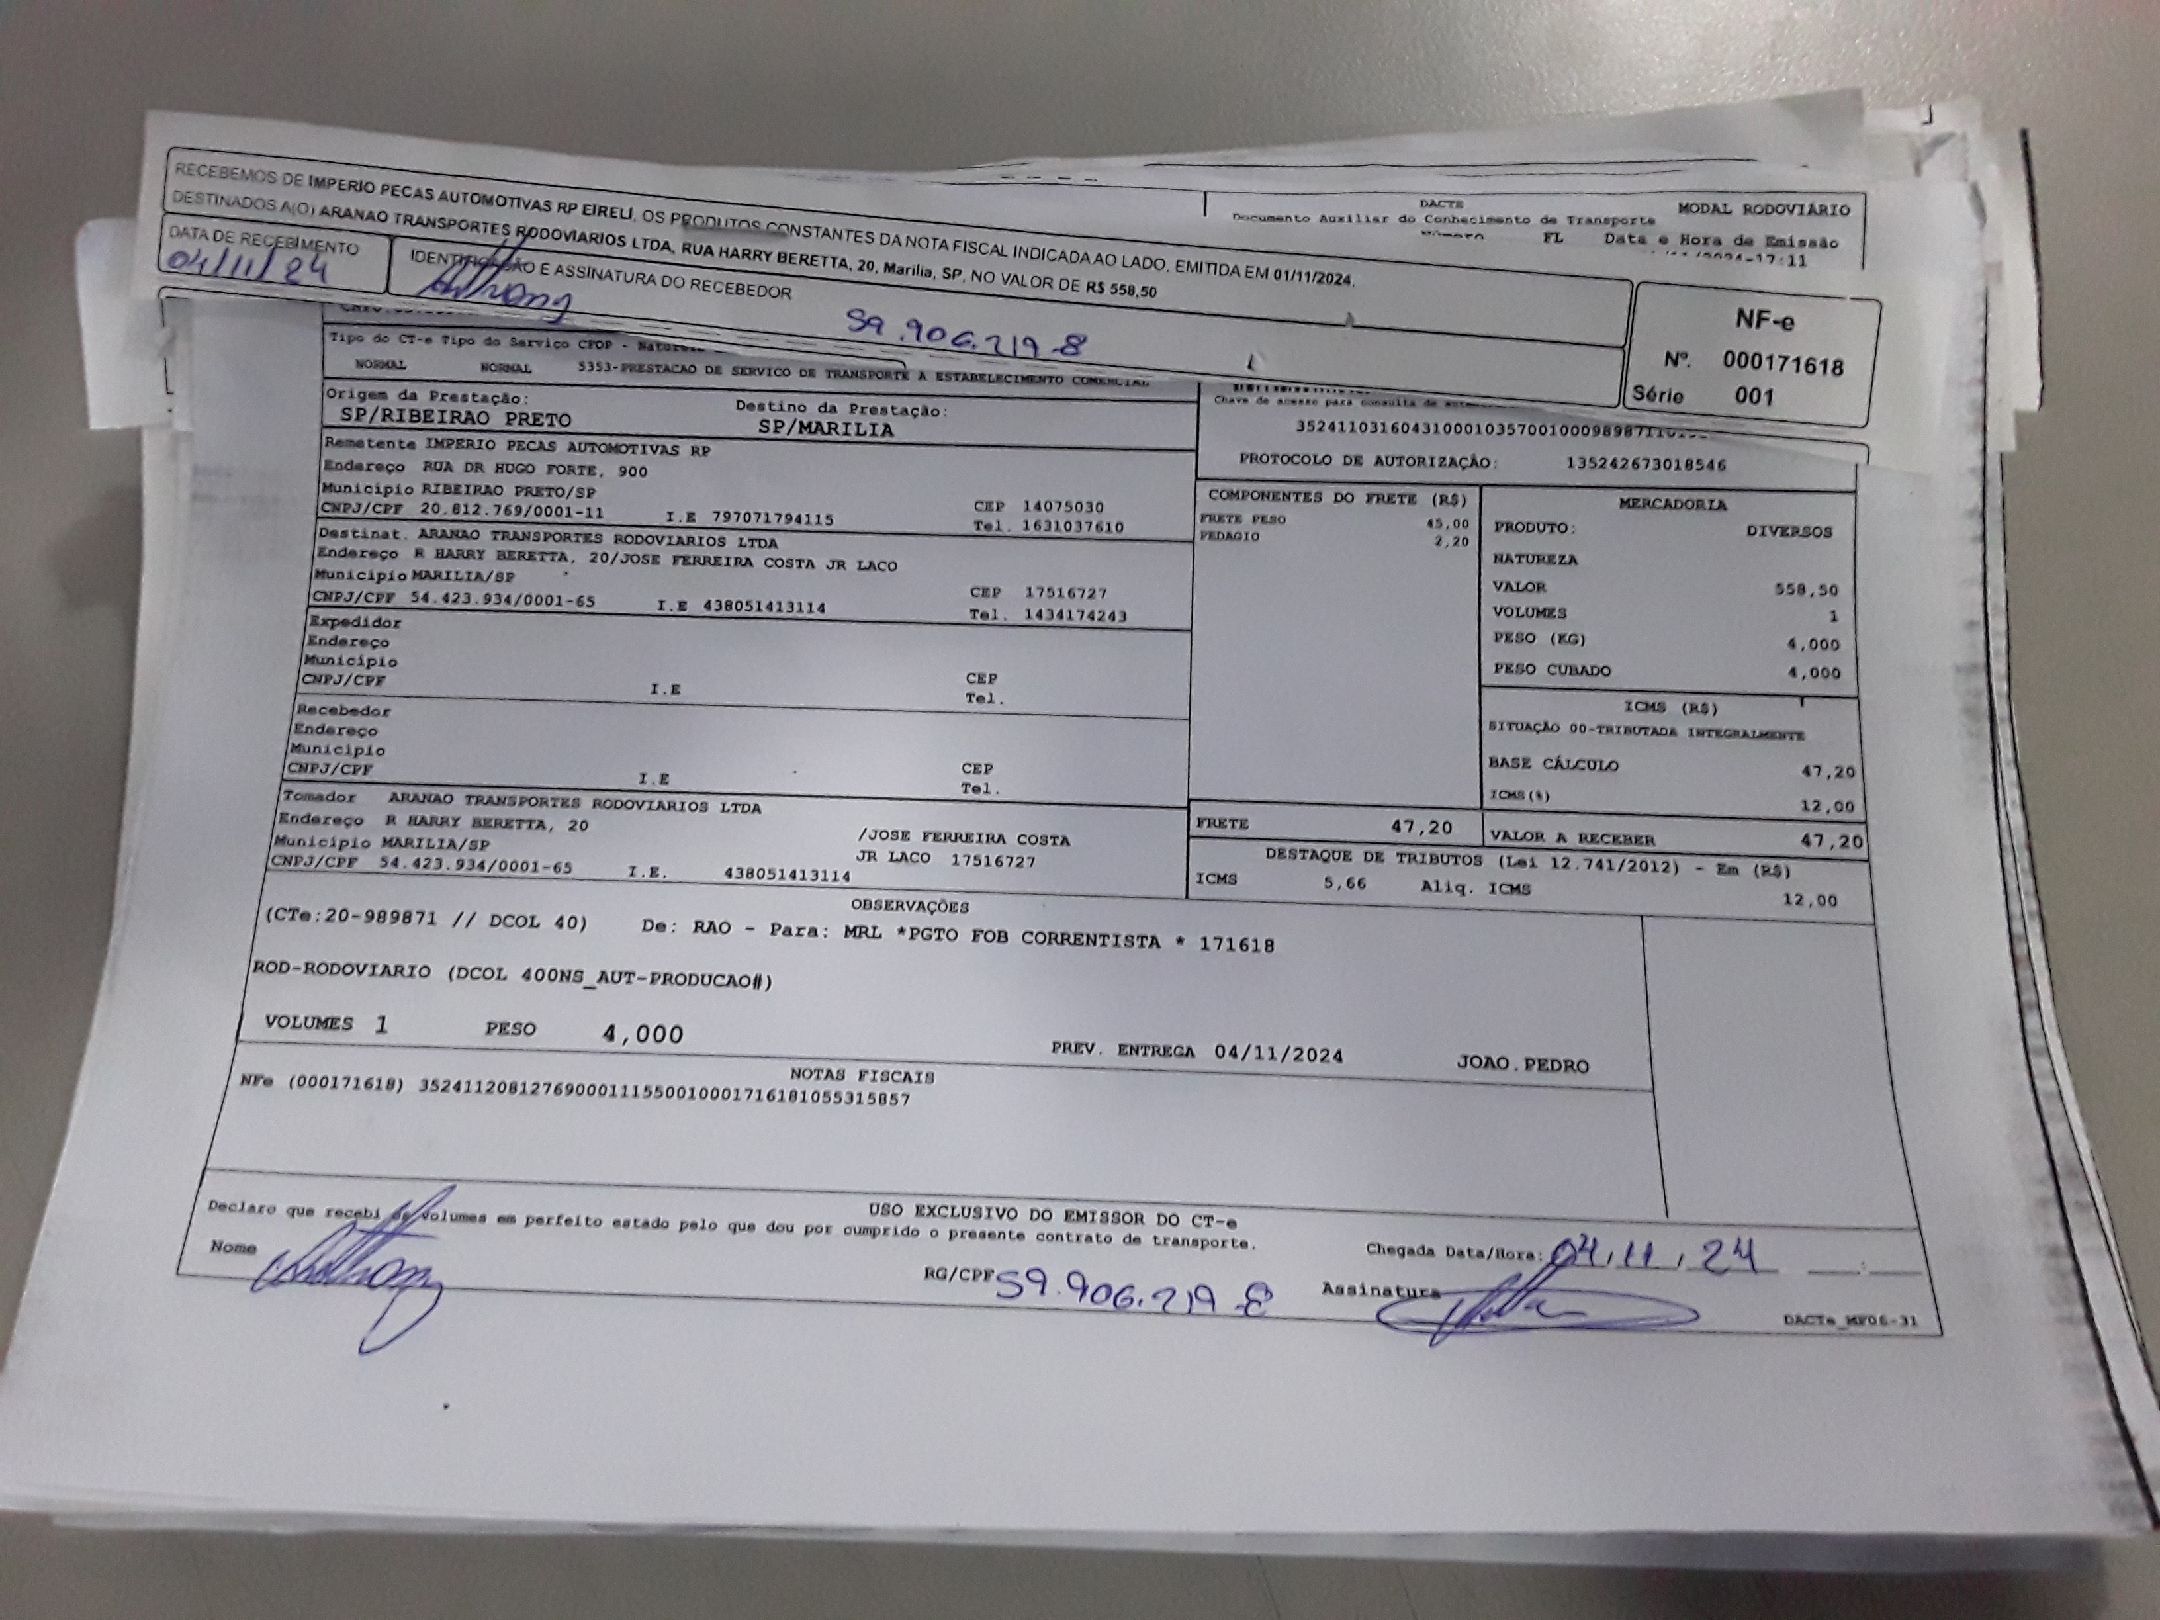 RECEBEMOS DE IMPERIO PECAS AUTOMOTIVAS RP EIRELI, OS PRODUTOS CONSTANTES DA NOTA FISCAL INDICADA AO LADO, EMITIDA EM 01/11/2024.
DESTINADOS A(O) ARANAO TRANSPORTES RODOVIARIOS LTDA, RUA HARRY BERETTA, 20, Marilia, SP, NO VALOR DE R$ 558,50
DATA DE RECEBIMENTO
04/11/24
IDENTIFICAÇÃO E ASSINATURA DO RECEBEDOR
Anthony
59.906.219-8
NF-e
Nº. 000171618
Série 001
DACTE
MODAL RODOVIÁRIO
Documento Auxiliar do Conhecimento de Transporte
Número FL Data e Hora de Emissão
/2024-17:11
Tipo do CT-e Tipo do Serviço CFOP -
NORMAL NORMAL 5353-PRESTACAO DE SERVICO DE TRANSPORTE A ESTABELECIMENTO COMERCIAL
Origem da Prestação: Destino da Prestação:
SP/RIBEIRAO PRETO SP/MARILIA
Chave de acesso para consulta de
PROTOCOLO DE AUTORIZAÇÃO: 135242673018546
Remetente IMPERIO PECAS AUTOMOTIVAS RP
Endereço RUA DR HUGO FORTE, 900
Município RIBEIRAO PRETO/SP CEP 14075030
CNPJ/CPF 20.812.769/0001-11 I.E 797071794115 Tel. 1631037610
Destinat. ARANAO TRANSPORTES RODOVIARIOS LTDA
Endereço R HARRY BERETTA, 20/JOSE FERREIRA COSTA JR LACO
Município MARILIA/SP CEP 17516727
CNPJ/CPF 54.423.934/0001-65 I.E 438051413114 Tel. 1434174243
Expedidor
Endereço
Município CEP
CNPJ/CPF I.E Tel.
Recebedor
Endereço
Município CEP
CNPJ/CPF I.E Tel.
Tomador ARANAO TRANSPORTES RODOVIARIOS LTDA
Endereço R HARRY BERETTA, 20 /JOSE FERREIRA COSTA
Município MARILIA/SP JR LACO 17516727
CNPJ/CPF 54.423.934/0001-65 I.E. 438051413114
COMPONENTES DO FRETE (R$)
FRETE PESO 45,00
PEDAGIO 2,20
MERCADORIA
PRODUTO: DIVERSOS
NATUREZA
VALOR 558,50
VOLUMES 1
PESO (KG) 4,000
PESO CUBADO 4,000
ICMS (R$)
SITUAÇÃO 00-TRIBUTADA INTEGRALMENTE
BASE CÁLCULO 47,20
ICMS(%) 12,00
FRETE 47,20 VALOR A RECEBER 47,20
DESTAQUE DE TRIBUTOS (Lei 12.741/2012) - Em (R$)
ICMS 5,66 Aliq. ICMS 12,00
OBSERVAÇÕES
(CTe:20-989871 // DCOL 40) De: RAO - Para: MRL *PGTO FOB CORRENTISTA * 171618
ROD-RODOVIARIO (DCOL 400NS_AUT-PRODUCAO#)
VOLUMES 1 PESO 4,000 PREV. ENTREGA 04/11/2024 JOAO.PEDRO
NOTAS FISCAIS
NFe (000171618) 35241120812769000111550010001716181055315857
USO EXCLUSIVO DO EMISSOR DO CT-e
Declaro que recebi os volumes em perfeito estado pelo que dou por cumprido o presente contrato de transporte.
Nome Anthony RG/CPF 59.906.219-8 Assinatura
Chegada Data/Hora: 04/11/24
DACTe_MF06-31